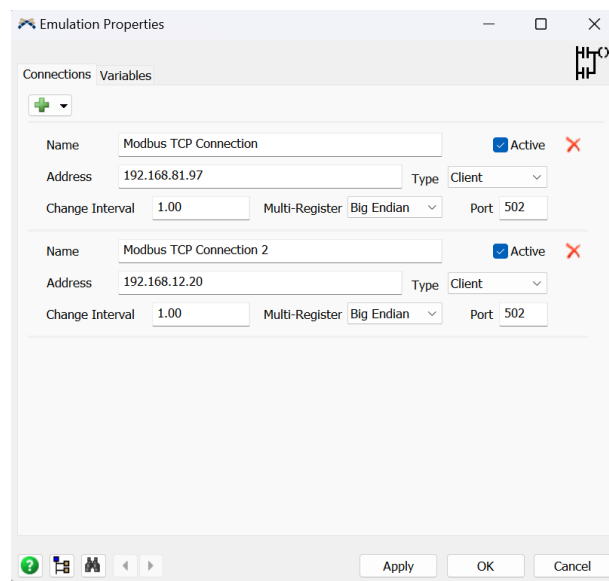 Emulation Properties
Connections Variables
Name Modbus TCP Connection Active
Address 192.168.81.97 Type Client
Change Interval 1.00 Multi-Register Big Endian Port 502
Name Modbus TCP Connection 2 Active
Address 192.168.12.20 Type Client
Change Interval 1.00 Multi-Register Big Endian Port 502
Apply OK Cancel